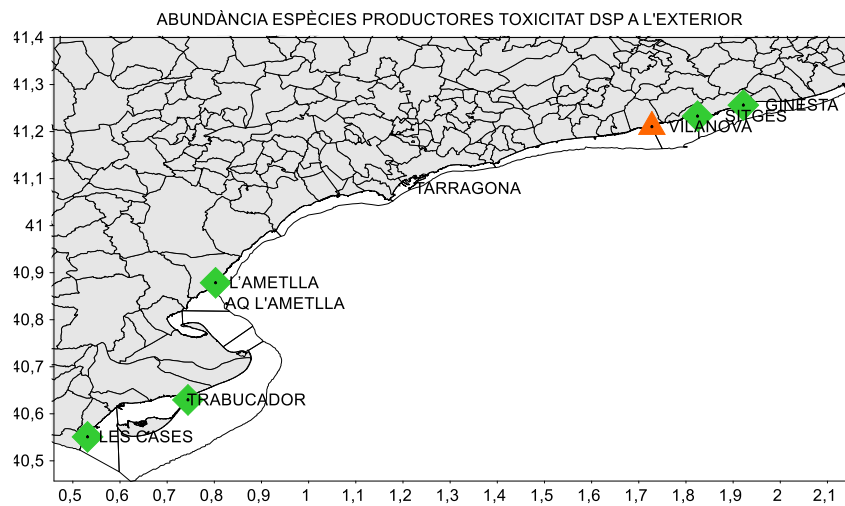 ABUNDÀNCIA ESPÈCIES PRODUCTORES TOXICITAT DSP A L'EXTERIOR
41,4
41,3
41,2
41,1
41
40,9
40,8
40,7
40,6
40,5
GINESTA
SITGES
VILANOVA
TARRAGONA
L'AMETLLA
AQ L'AMETLLA
TRABUCADOR
LES CASES
0,5 0,6 0,7 0,8 0,9 1 1,1 1,2 1,3 1,4 1,5 1,6 1,7 1,8 1,9 2 2,1